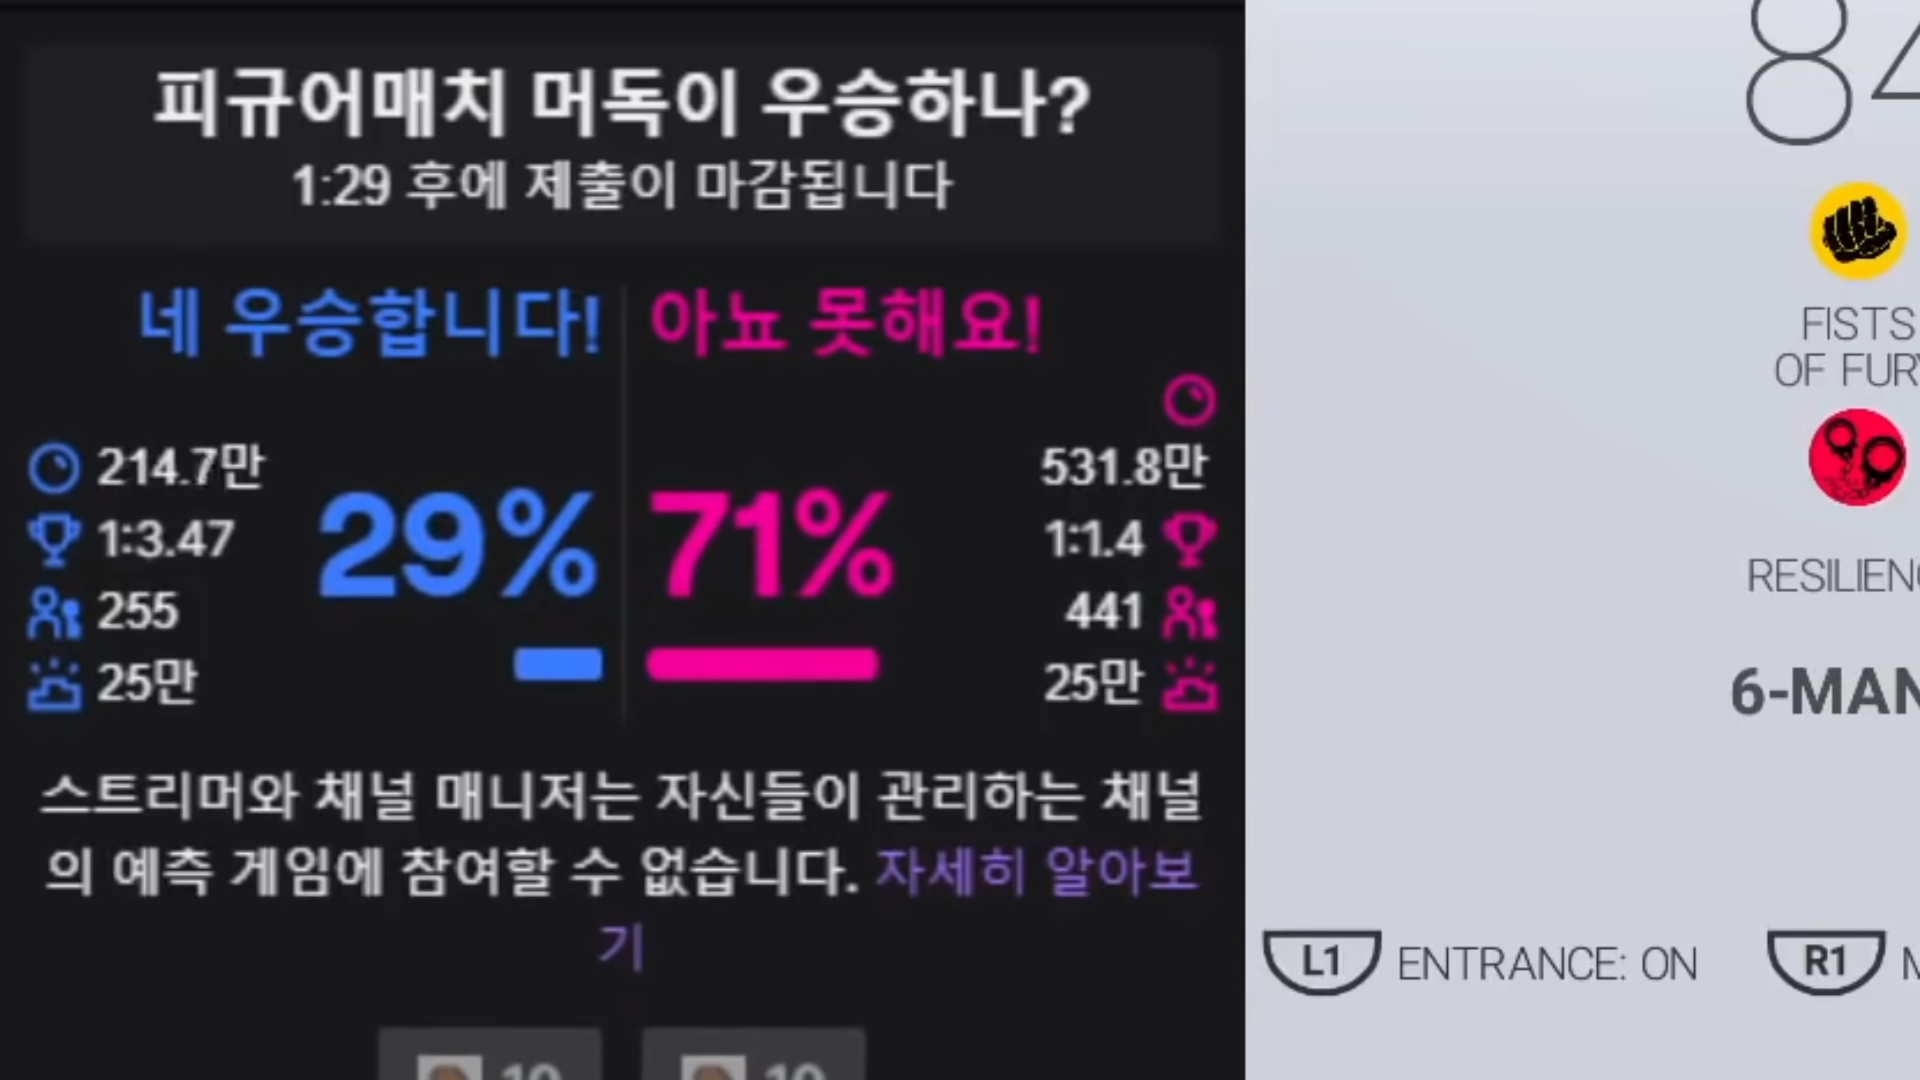 피규어매치 머독이 우승하나?
1:29 후에 제출이 마감됩니다
네 우승합니다!
214.7만
1:3.47
255
25만
29%
아뇨 못해요!
71%
531.8만
1:1.4
441
25만
스트리머와 채널 매니저는 자신들이 관리하는 채널
의 예측 게임에 참여할 수 없습니다. 자세히 알아보
기
10
10
84
FISTS
OF FURY
RESILIENC
6-MAN
L1 ENTRANCE: ON
R1 M